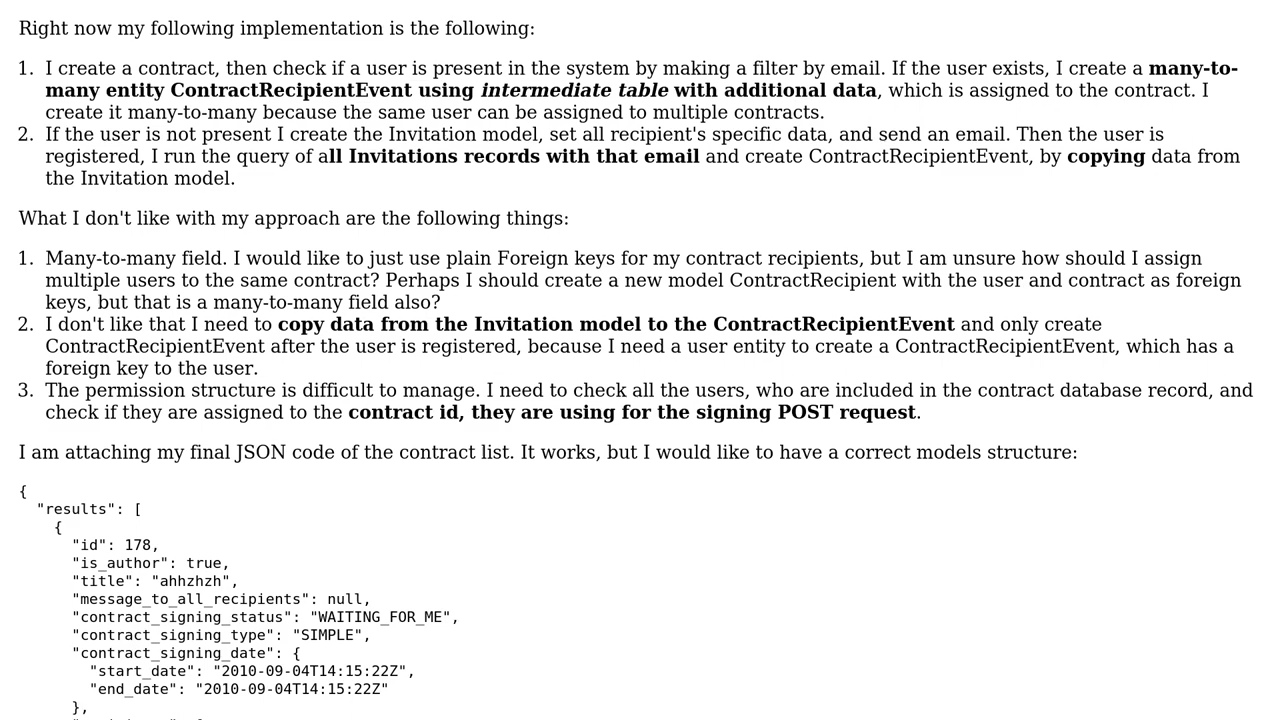 Right now my following implementation is the following:
1. I create a contract, then check if a user is present in the system by making a filter by email. If the user exists, I create a many-to-
many entity ContractRecipientEvent using intermediate table with additional data, which is assigned to the contract. I
create it many-to-many because the same user can be assigned to multiple contracts.
2. If the user is not present I create the Invitation model, set all recipient's specific data, and send an email. Then the user is
registered, I run the query of all Invitations records with that email and create ContractRecipientEvent, by copying data from
the Invitation model.
What I don't like with my approach are the following things:
1. Many-to-many field. I would like to just use plain Foreign keys for my contract recipients, but I am unsure how should I assign
multiple users to the same contract? Perhaps I should create a new model ContractRecipient with the user and contract as foreign
keys, but that is a many-to-many field also?
2. I don't like that I need to copy data from the Invitation model to the ContractRecipientEvent and only create
ContractRecipientEvent after the user is registered, because I need a user entity to create a ContractRecipientEvent, which has a
foreign key to the user.
3. The permission structure is difficult to manage. I need to check all the users, who are included in the contract database record, and
check if they are assigned to the contract id, they are using for the signing POST request.
I am attaching my final JSON code of the contract list. It works, but I would like to have a correct models structure:
{
  "results": [
    {
      "id": 178,
      "is_author": true,
      "title": "ahhzhzh",
      "message_to_all_recipients": null,
      "contract_signing_status": "WAITING_FOR_ME",
      "contract_signing_type": "SIMPLE",
      "contract_signing_date": {
        "start_date": "2010-09-04T14:15:22Z",
        "end_date": "2010-09-04T14:15:22Z"
      },